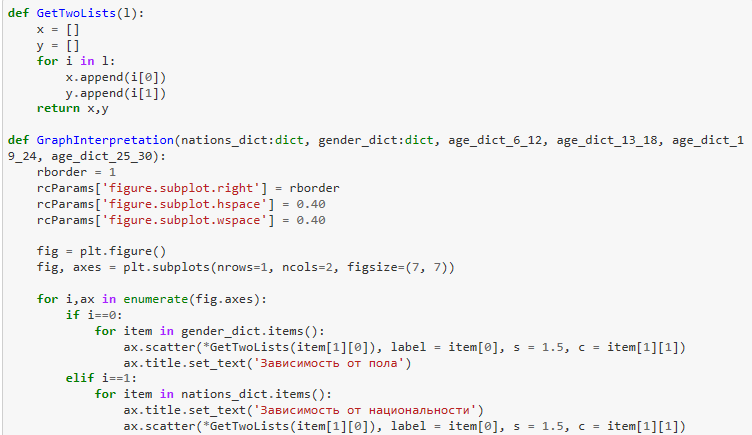 def GetTwoLists(l):
    x = []
    y = []
    for i in l:
        x.append(i[0])
        y.append(i[1])
    return x,y

def GraphInterpretation(nations_dict:dict, gender_dict:dict, age_dict_6_12, age_dict_13_18, age_dict_1
9_24, age_dict_25_30):
    rborder = 1
    rcParams['figure.subplot.right'] = rborder
    rcParams['figure.subplot.hspace'] = 0.40
    rcParams['figure.subplot.wspace'] = 0.40

    fig = plt.figure()
    fig, axes = plt.subplots(nrows=1, ncols=2, figsize=(7, 7))

    for i,ax in enumerate(fig.axes):
        if i==0:
            for item in gender_dict.items():
                ax.scatter(*GetTwoLists(item[1][0]), label = item[0], s = 1.5, c = item[1][1])
                ax.title.set_text('Зависимость от пола')
        elif i==1:
            for item in nations_dict.items():
                ax.title.set_text('Зависимость от национальности')
                ax.scatter(*GetTwoLists(item[1][0]), label = item[0], s = 1.5, c = item[1][1])